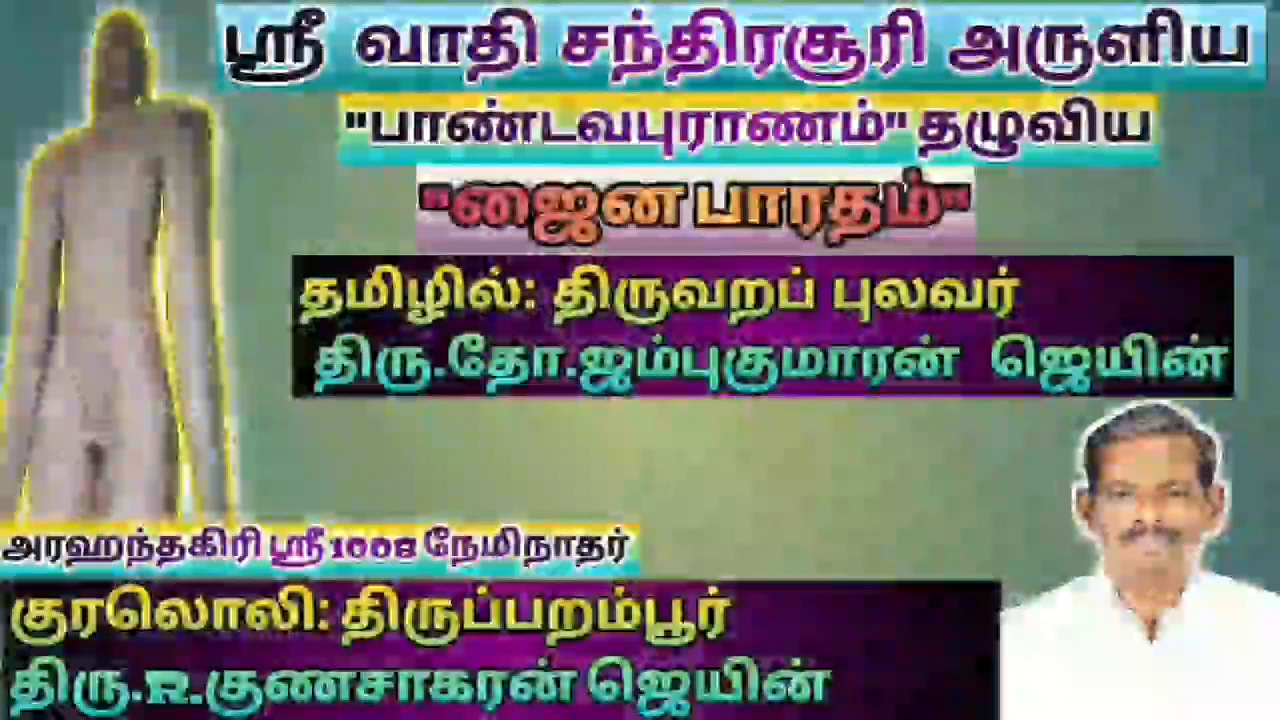 ஸ்ரீ வாதி சந்திரசூரி அருளிய
"பாண்டவபுராணம்" தழுவிய
"ஜைன பாரதம்"
தமிழில்: திருவறப் புலவர்
திரு.தோ.ஜம்புகுமாரன் ஜெயின்
அரஹந்தகிரி ஸ்ரீ 1008 நேமிநாதர்
குரலொலி: திருப்பறம்பூர்
திரு.R.குணசாகரன் ஜெயின்